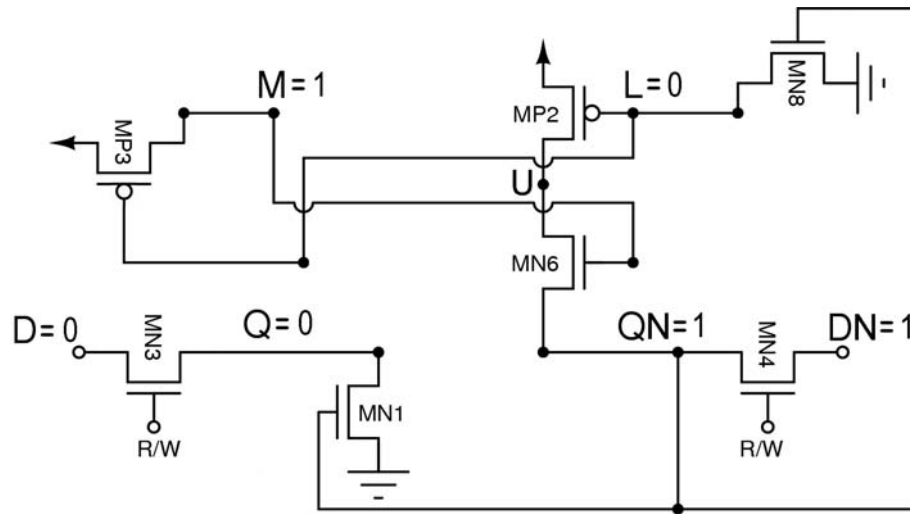 M = 1
L = 0
MN8
MP3
MP2
U
MN6
D = 0
MN3
Q = 0
QN = 1
MN4
DN = 1
MN1
R/W
R/W